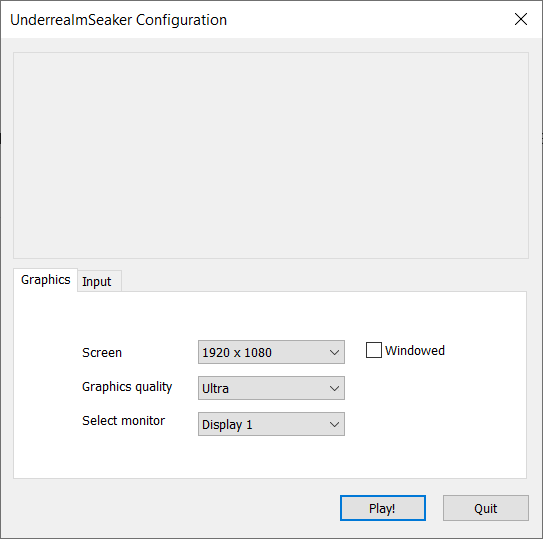 UnderrealmSeaker Configuration
Graphics
Input
Screen
1920 x 1080
Windowed
Graphics quality
Ultra
Select monitor
Display 1
Play!
Quit